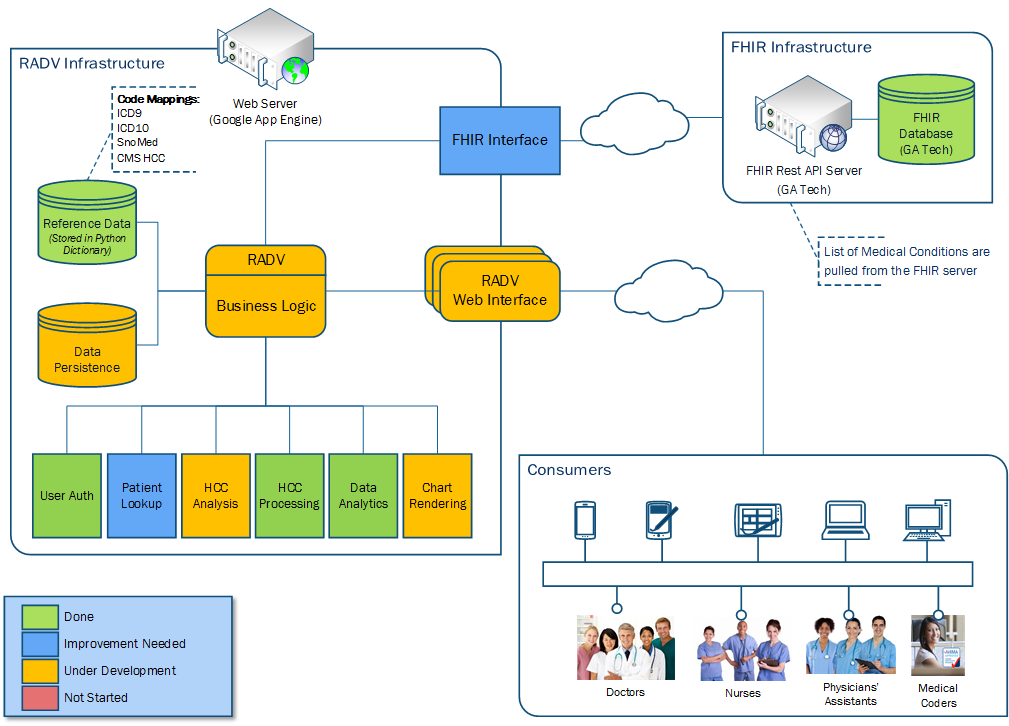 RADV Infrastructure
Web Server
(Google App Engine)
Code Mappings:
ICD9
ICD10
SnoMed
CMS HCC
Reference Data
(Stored in Python
Dictionary)
Data
Persistence
RADV
Business Logic
FHIR Interface
RADV
Web Interface
FHIR Infrastructure
FHIR Rest API Server
(GA Tech)
FHIR
Database
(GA Tech)
List of Medical Conditions are
pulled from the FHIR server
User Auth
Patient
Lookup
HCC
Analysis
HCC
Processing
Data
Analytics
Chart
Rendering
Consumers
Doctors
Nurses
Physicians'
Assistants
Medical
Coders
Done
Improvement Needed
Under Development
Not Started